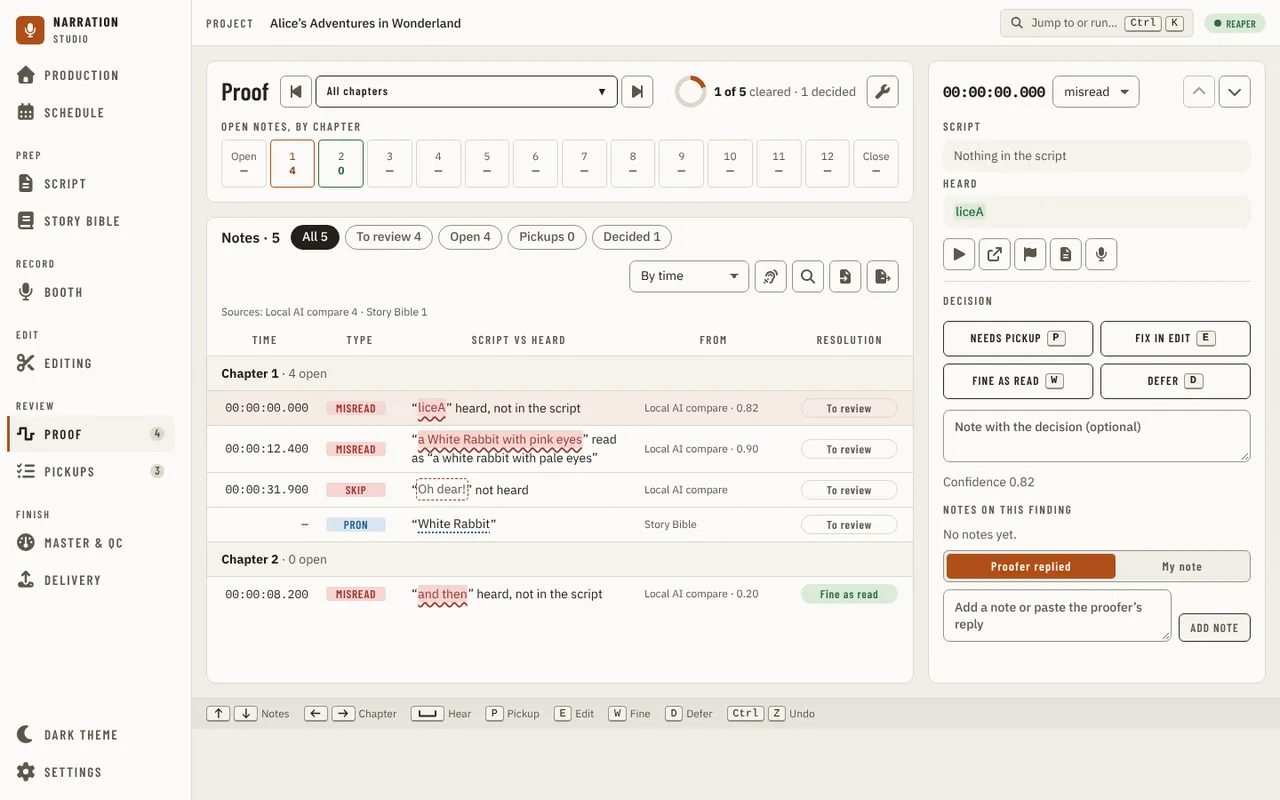 NARRATION
STUDIO
PRODUCTION
SCHEDULE
PREP
SCRIPT
STORY BIBLE
RECORD
BOOTH
EDIT
EDITING
REVIEW
PROOF 4
PICKUPS 3
FINISH
MASTER & QC
DELIVERY
DARK THEME
SETTINGS
PROJECT Alice's Adventures in Wonderland
Jump to or run... Ctrl K
REAPER
Proof All chapters 1 of 5 cleared · 1 decided
OPEN NOTES, BY CHAPTER
Open 1 2 3 4 5 6 7 8 9 10 11 12 Close
– 4 0 – – – – – – – – – – –
Notes · 5 All 5 To review 4 Open 4 Pickups 0 Decided 1
By time
Sources: Local AI compare 4 · Story Bible 1
TIME TYPE SCRIPT VS HEARD FROM RESOLUTION
Chapter 1 · 4 open
00:00:00.000 MISREAD “liceA” heard, not in the script Local AI compare · 0.82 To review
00:00:12.400 MISREAD “a White Rabbit with pink eyes” read
as “a white rabbit with pale eyes” Local AI compare · 0.90 To review
00:00:31.900 SKIP “Oh dear!” not heard Local AI compare To review
– PRON “White Rabbit” Story Bible To review
Chapter 2 · 0 open
00:00:08.200 MISREAD “and then” heard, not in the script Local AI compare · 0.20 Fine as read
00:00:00.000 misread
SCRIPT
Nothing in the script
HEARD
liceA
DECISION
NEEDS PICKUP P FIX IN EDIT E
FINE AS READ W DEFER D
Note with the decision (optional)
Confidence 0.82
NOTES ON THIS FINDING
No notes yet.
Proofer replied My note
Add a note or paste the proofer's
reply
ADD NOTE
↑ ↓ Notes ← → Chapter Hear P Pickup E Edit W Fine D Defer Ctrl Z Undo